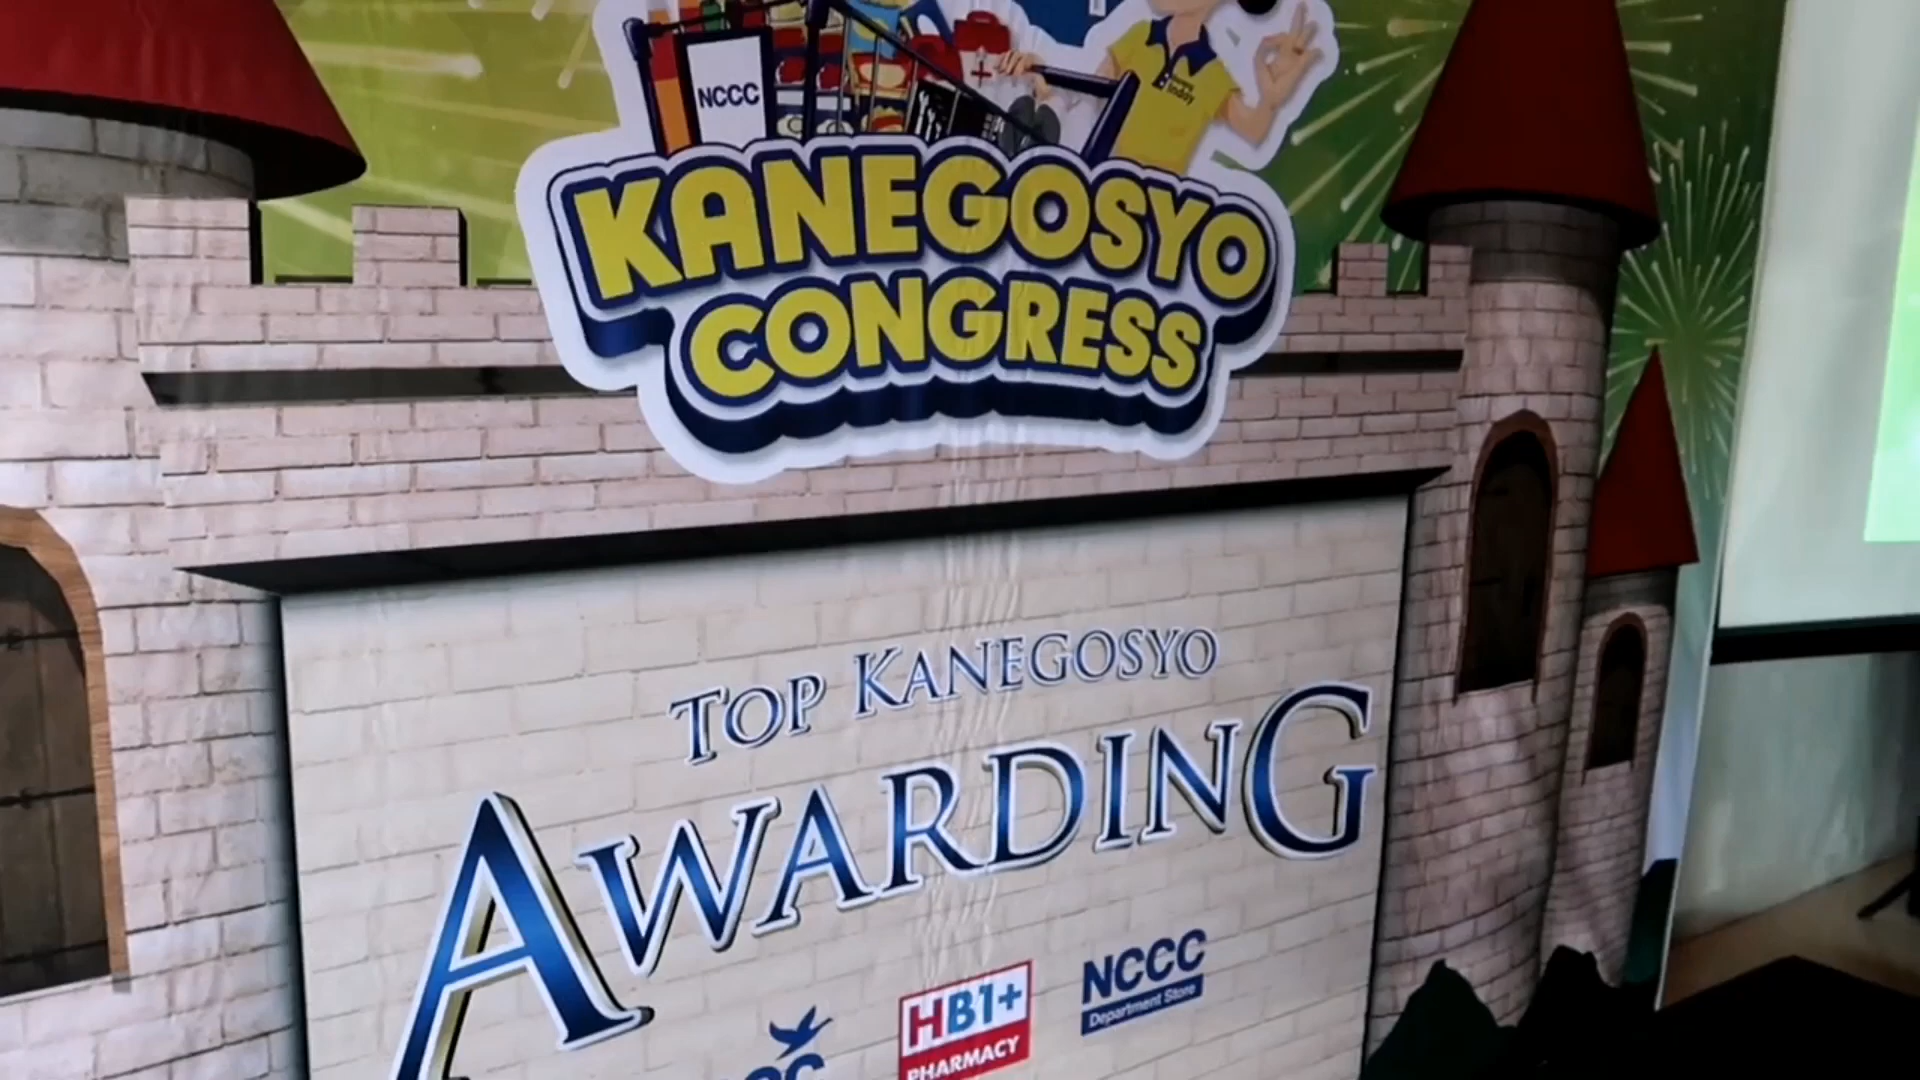 NCCC
KANEGOSYO
CONGRESS
TOP KANEGOSYO
AWARDING
HB1+
PHARMACY
NCCC
Department Store